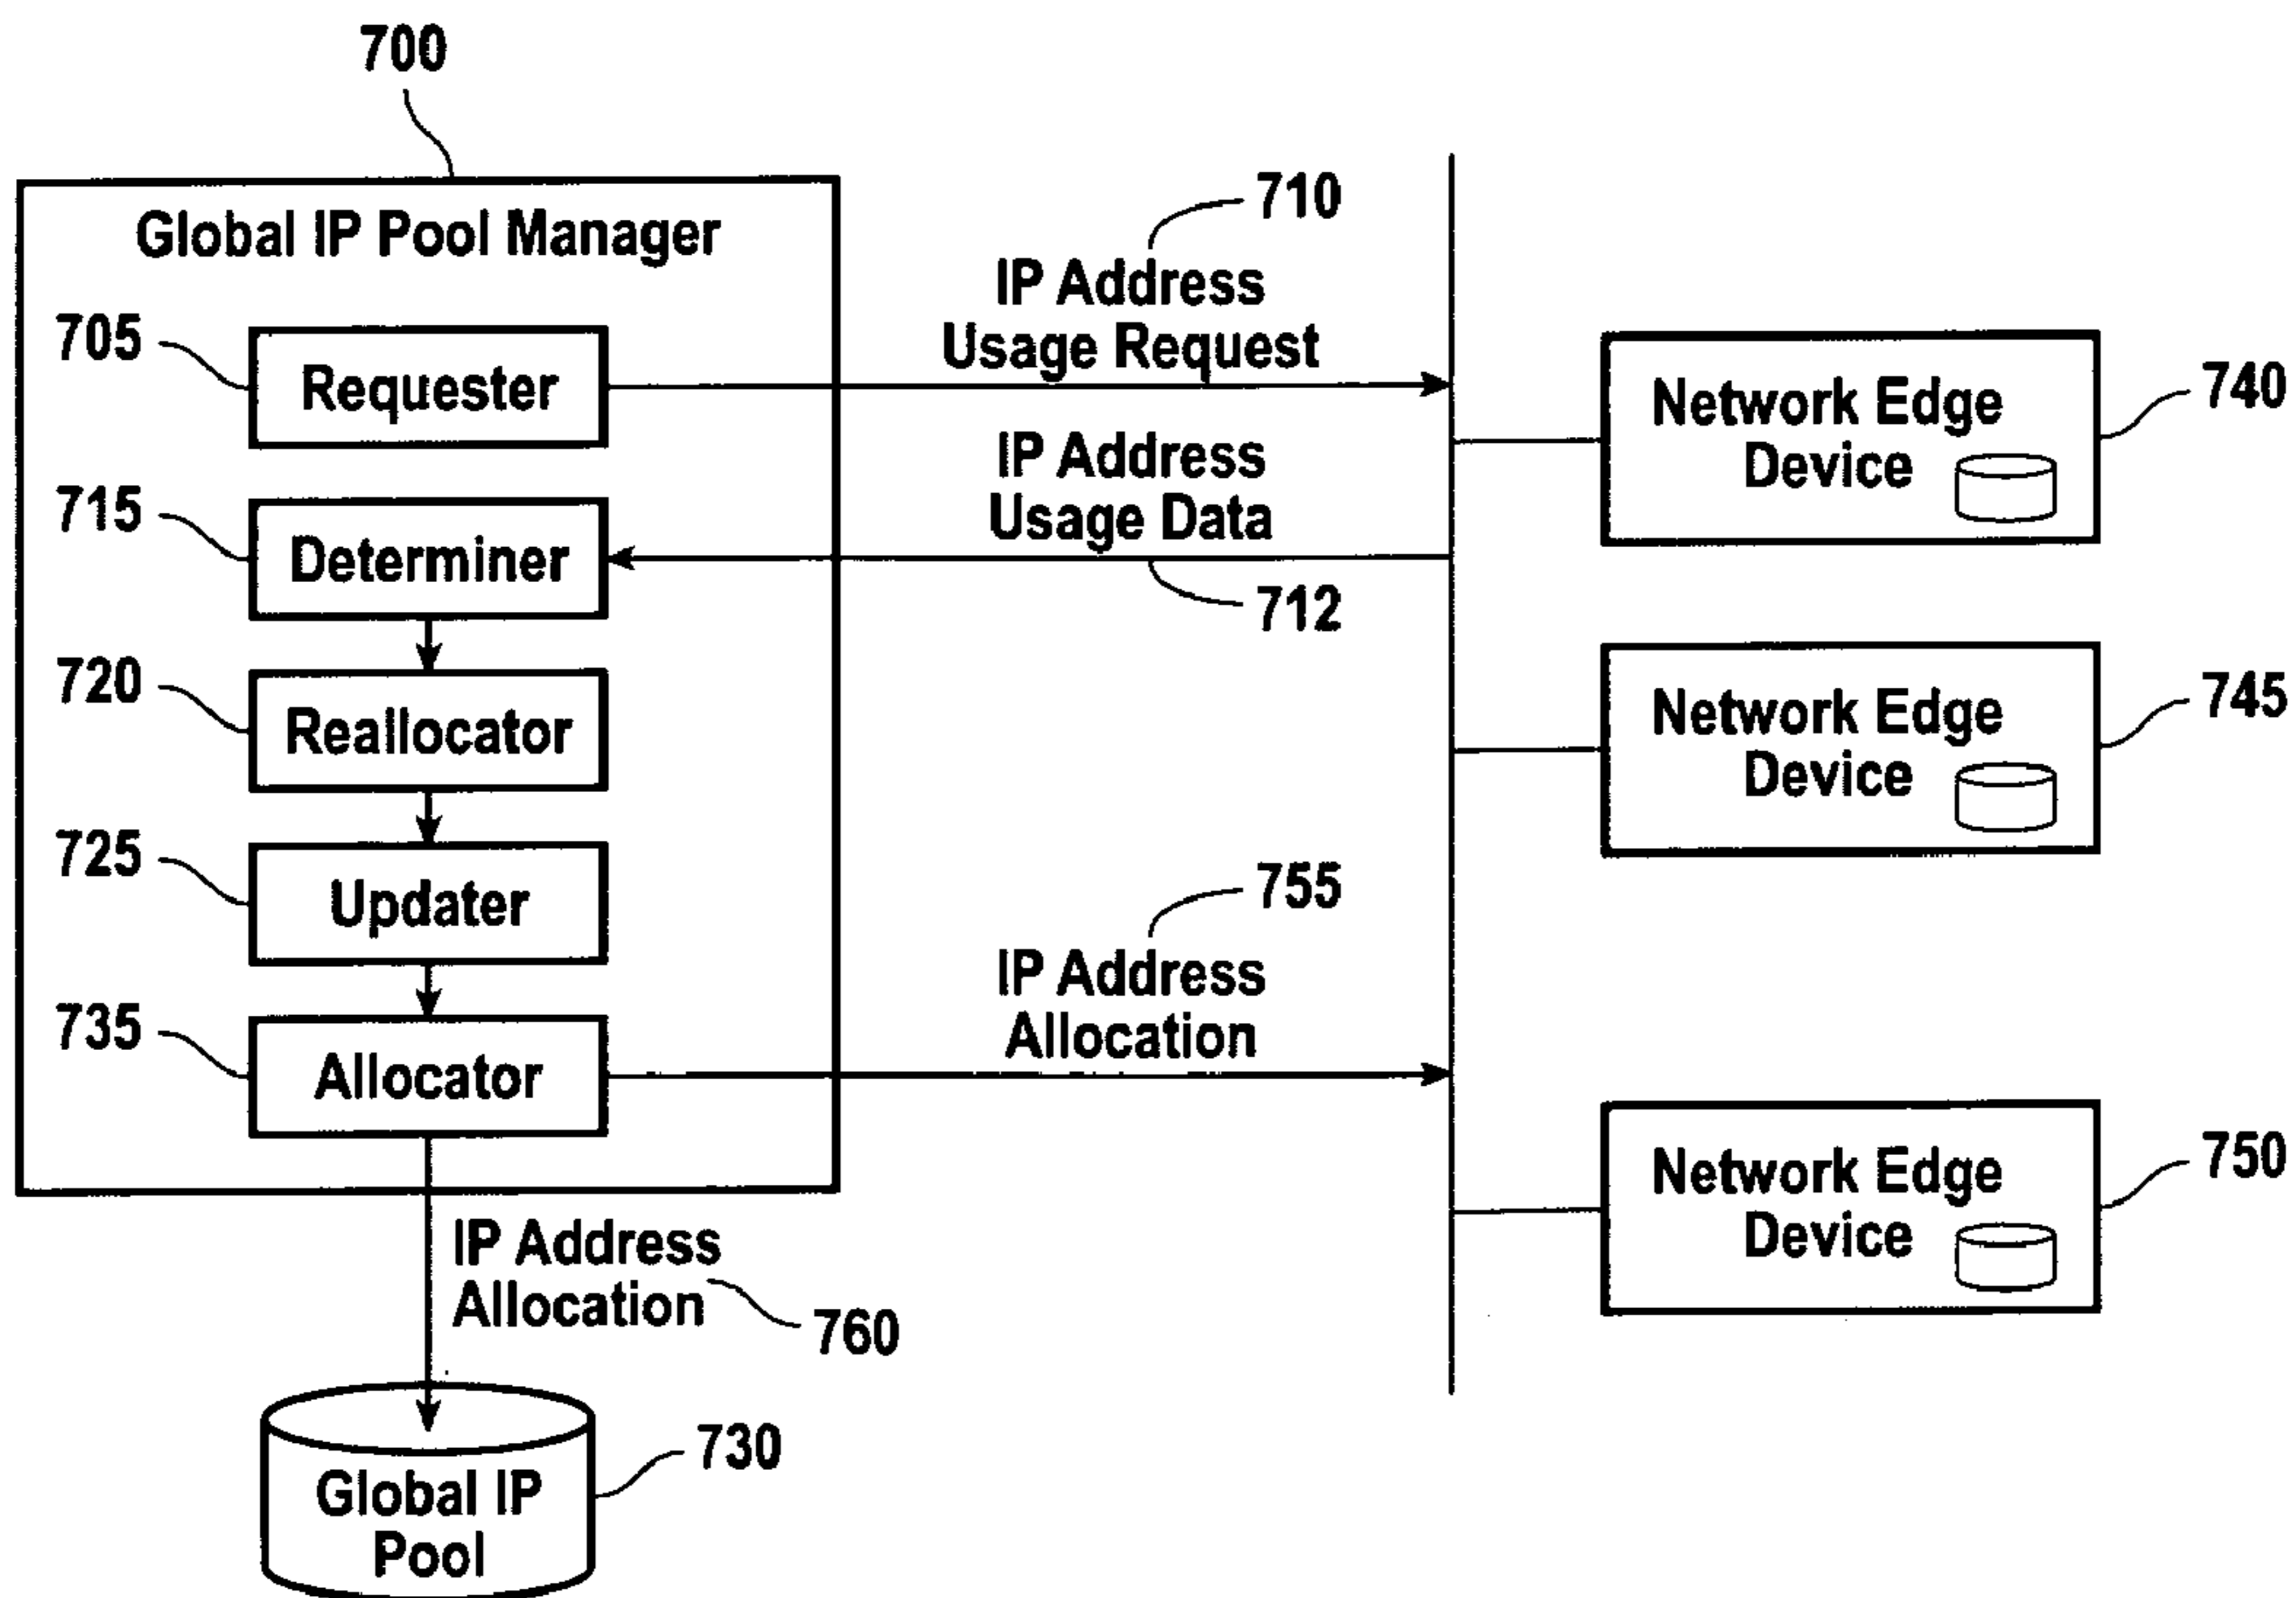 700
Global IP Pool Manager
710
IP Address
Usage Request
705
Requester
Network Edge
Device
740
IP Address
Usage Data
715
Determiner
712
720
Reallocator
Network Edge
Device
745
725
Updater
755
IP Address
Allocation
735
Allocator
Network Edge
Device
750
IP Address
Allocation
760
730
Global IP
Pool